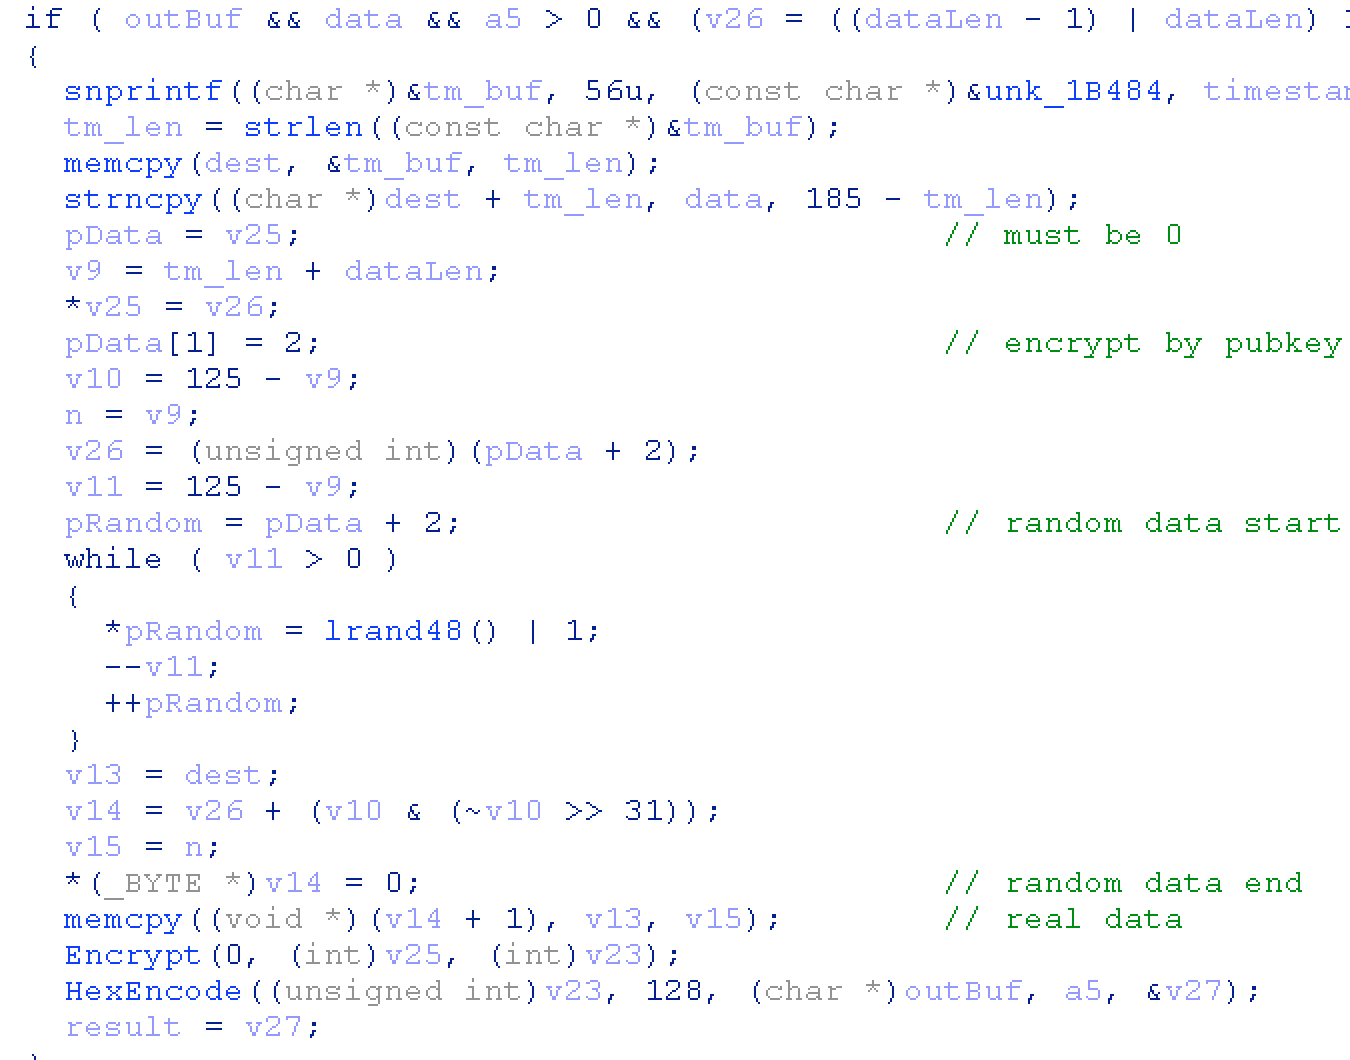 if ( outBuf && data && a5 > 0 && (v26 = ((dataLen - 1) | dataLen)
{
snprintf((char *)&tm_buf, 56u, (const char *)&unk_1B484,
tm_len = strlen((const char *)&tm_buf);
memcpy(dest, &tm_buf, tm_len);
strncpy((char *)dest + tm_len, data, 185 - tm_len);
pData = v25; // must be 0
v9 = tm_len + dataLen;
*v25 = v26;
pData[1] = 2; // encrypt by pubkey
v10 = 125 - v9;
n = v9;
v26 = (unsigned int)(pData + 2);
v11 = 125 - v9;
pRandom = pData + 2; // random data start
while ( v11 > 0 )
{
*pRandom = lrand48() | 1;
--v11;
++pRandom;
}
v13 = dest;
v14 = v26 + (v10 & (~v10 >> 31));
v15 = n;
*(_BYTE *)v14 = 0; // random data end
memcpy((void *)(v14 + 1), v13, v15); // real data
Encrypt(0, (int)v25, (int)v23);
HexEncode((unsigned int)v23, 128, (char *)outBuf, a5, &v27);
result = v27;